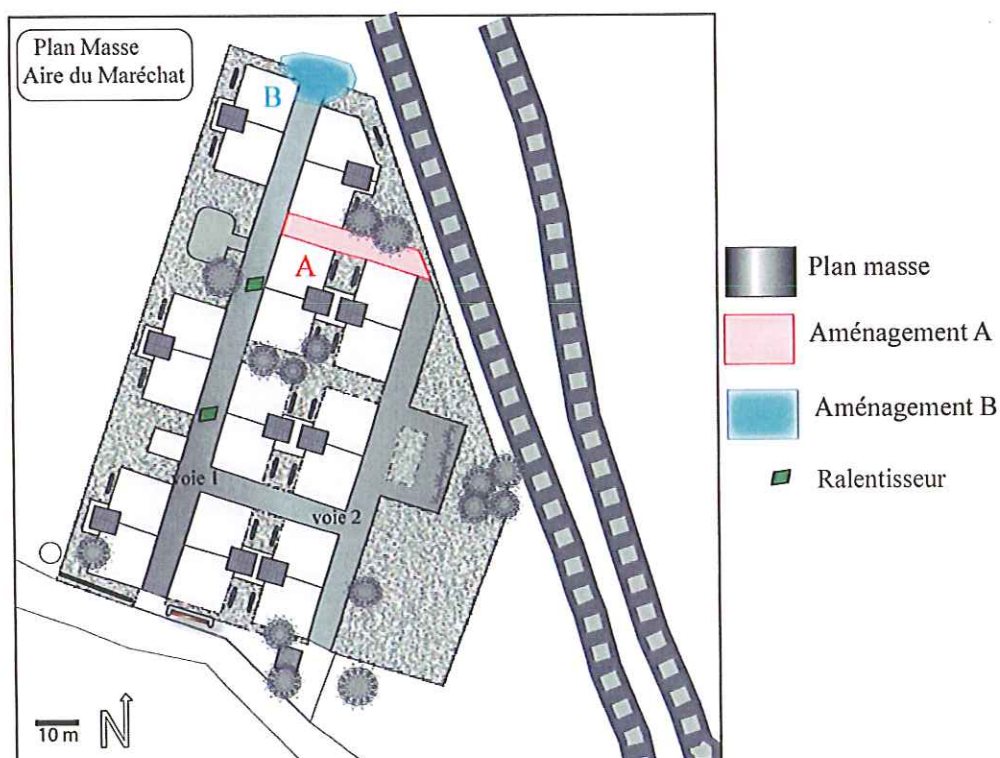 Plan Masse
Aire du Maréchat
B
A
voie 1
voie 2
10 m
N
Plan masse
Aménagement A
Aménagement B
Ralentisseur